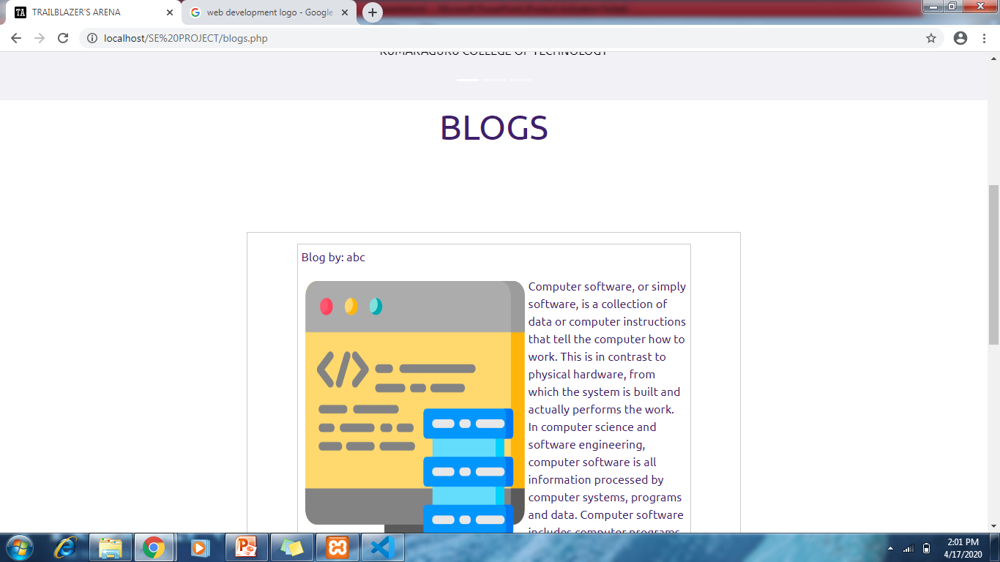 TA TRAILBLAZER'S ARENA
web development logo - Google
localhost/SE%20PROJECT/blogs.php
KUMARAGURU COLLEGE OF TECHNOLOGY
BLOGS
Blog by: abc
Computer software, or simply
software, is a collection of
data or computer instructions
that tell the computer how to
work. This is in contrast to
physical hardware, from
which the system is built and
actually performs the work.
In computer science and
software engineering,
computer software is all
information processed by
computer systems, programs
and data. Computer software
includes computer programs
2:01 PM
4/17/2020